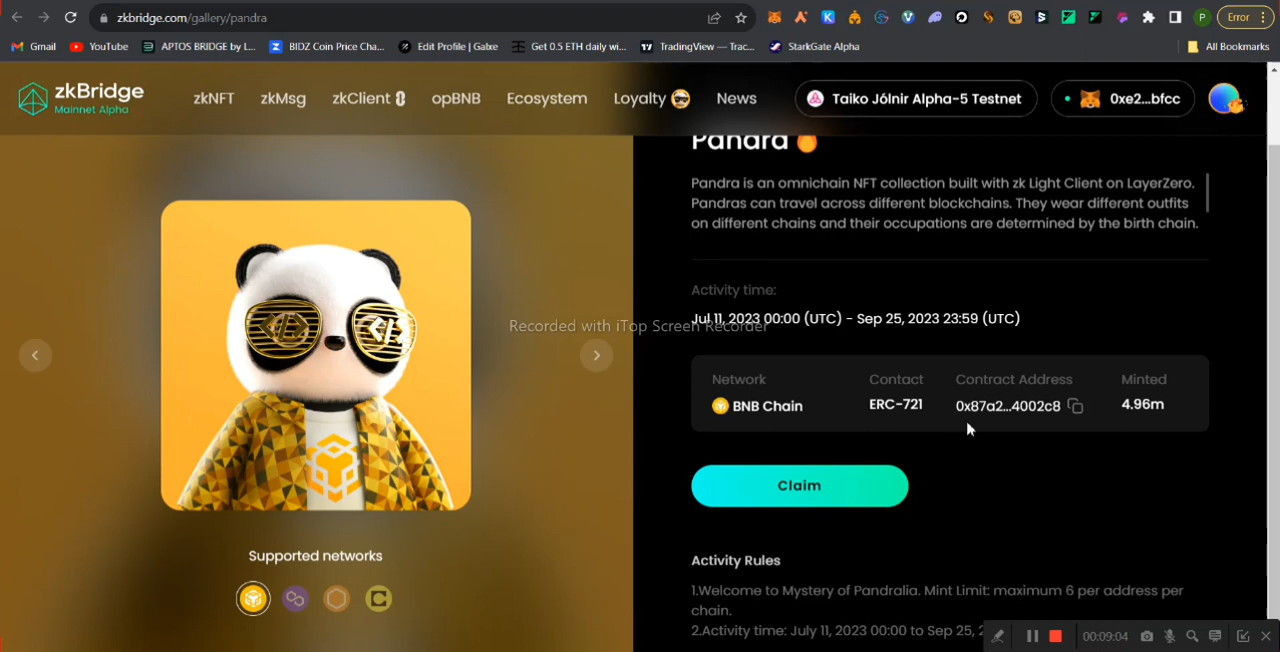 zkbridge.com/gallery/pandra
P
Error
Gmail
YouTube
APTOS BRIDGE by L...
BIDZ Coin Price Cha...
Edit Profile | Galxe
Get 0.5 ETH daily wi...
TradingView — Trac...
StarkGate Alpha
All Bookmarks
zkBridge
Mainnet Alpha
zkNFT
zkMsg
zkClient
opBNB
Ecosystem
Loyalty
News
Taiko Jólnir Alpha-5 Testnet
0xe2...bfcc
Pandra
Pandra is an omnichain NFT collection built with zk Light Client on LayerZero.
Pandras can travel across different blockchains. They wear different outfits
on different chains and their occupations are determined by the birth chain.
Activity time:
Jul 11, 2023 00:00 (UTC) - Sep 25, 2023 23:59 (UTC)
Recorded with iTop Screen Recorder
Network
Contact
Contract Address
Minted
BNB Chain
ERC-721
0x87a2...4002c8
4.96m
Claim
Supported networks
Activity Rules
1.Welcome to Mystery of Pandralia. Mint Limit: maximum 6 per address per
chain.
2.Activity time: July 11, 2023 00:00 to Sep 25, 2
00:09:04